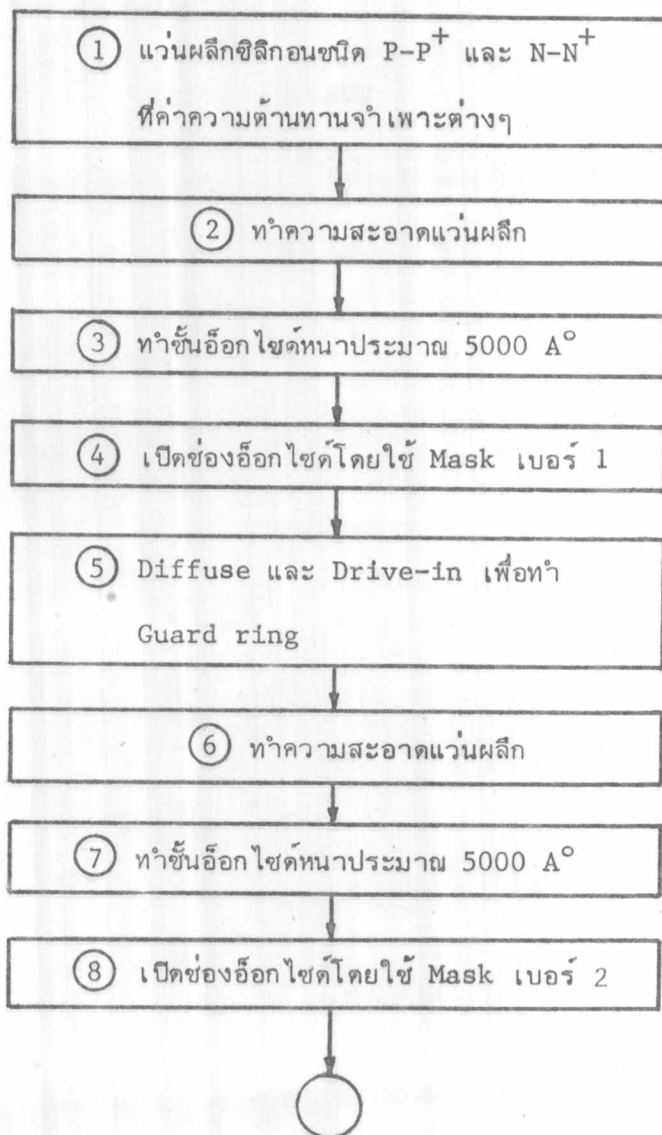 ① แว่นผลึกซิลิกอนชนิด P-P⁺ และ N-N⁺
ที่ค่าความต้านทานจำเพาะต่างๆ
② ทำความสะอาดแว่นผลึก
③ ทำชั้นอ็อกไซด์หนาประมาณ 5000 A°
④ เปิดช่องอ็อกไซด์โดยใช้ Mask เบอร์ 1
⑤ Diffuse และ Drive-in เพื่อทำ
Guard ring
⑥ ทำความสะอาดแว่นผลึก
⑦ ทำชั้นอ็อกไซด์หนาประมาณ 5000 A°
⑧ เปิดช่องอ็อกไซด์โดยใช้ Mask เบอร์ 2